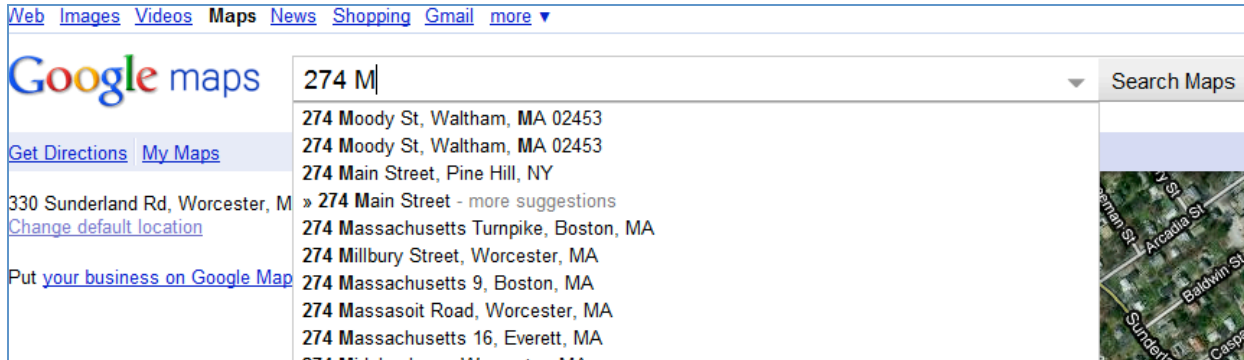 Web Images Videos Maps News Shopping Gmail more ▼
Google maps
274 M
Search Maps
274 Moody St, Waltham, MA 02453
274 Moody St, Waltham, MA 02453
274 Main Street, Pine Hill, NY
» 274 Main Street - more suggestions
274 Massachusetts Turnpike, Boston, MA
274 Millbury Street, Worcester, MA
274 Massachusetts 9, Boston, MA
274 Massasoit Road, Worcester, MA
274 Massachusetts 16, Everett, MA
Get Directions My Maps
330 Sunderland Rd, Worcester, M
Change default location
Put your business on Google Map
Arcadia St
Baldwin St